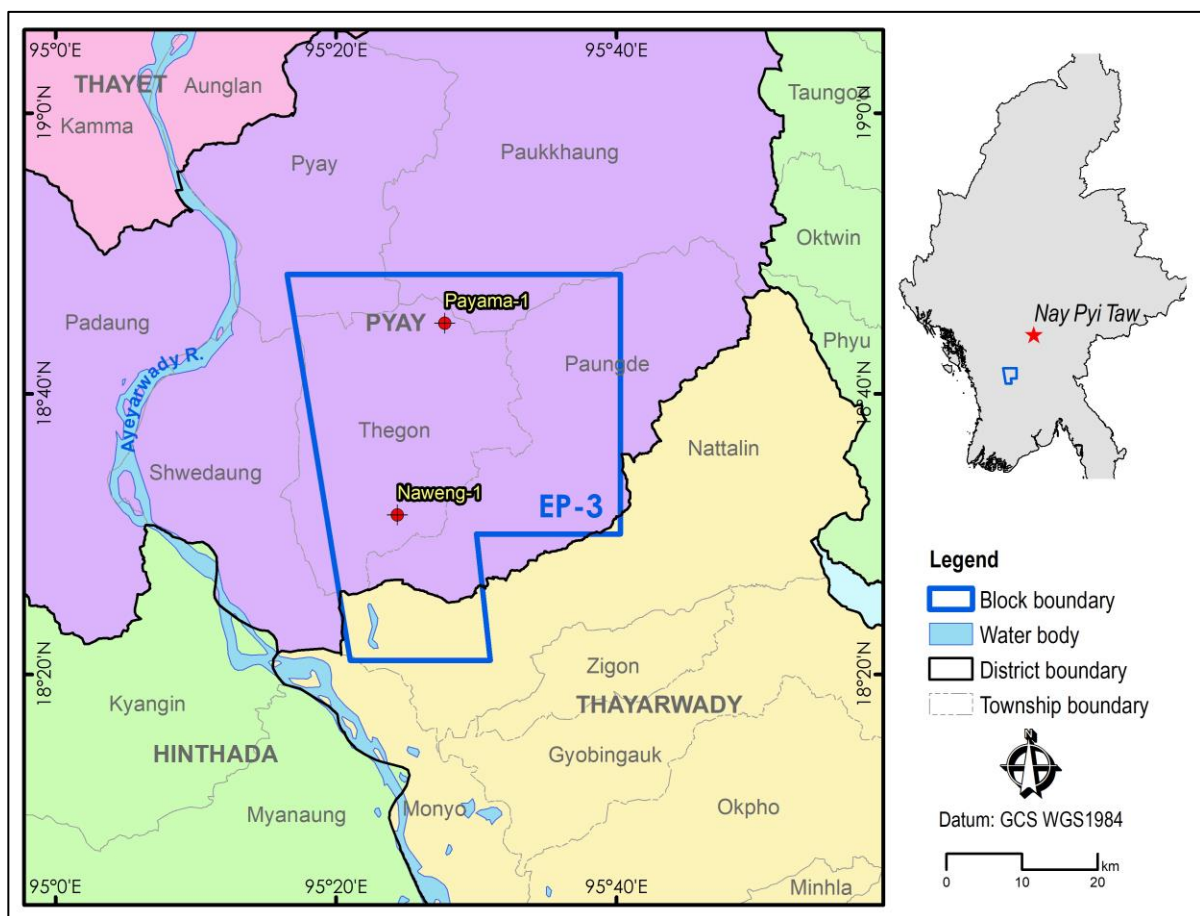 95°0'E
95°20'E
95°40'E
THAYET
Aunglan
Kamma
Taungoo
19°0'N
19°0'N
Pyay
Paukkhaung
Oktwin
Padaung
Payama-1
PYAY
Nay Pyi Taw
Phyu
Paungde
18°40'N
Ayeyarwady R.
18°40'N
Thegon
Nattalin
Shwedaung
Naweng-1
EP-3
18°20'N
18°20'N
Zigon
Kyangin
THAYARWADY
HINTHADA
Gyobingauk
Myanaung
Monyo
Okpho
Minhla
95°0'E
95°20'E
95°40'E
Legend
Block boundary
Water body
District boundary
Township boundary
N
Datum: GCS WGS1984
km
0 10 20